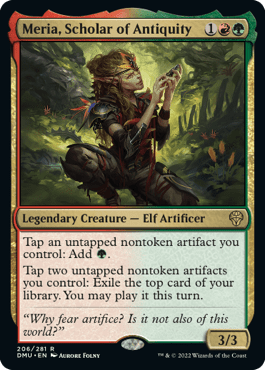 Meria, Scholar of Antiquity 1
Legendary Creature — Elf Artificer
Tap an untapped nontoken artifact you
control: Add.
Tap two untapped nontoken artifacts
you control: Exile the top card of your
library. You may play it this turn.
"Why fear artifice? Is it not also of this
world?"
3/3
206/281 R
DMU • EN AUBORE FOLNY
™ & © 2022 Wizards of the Coast